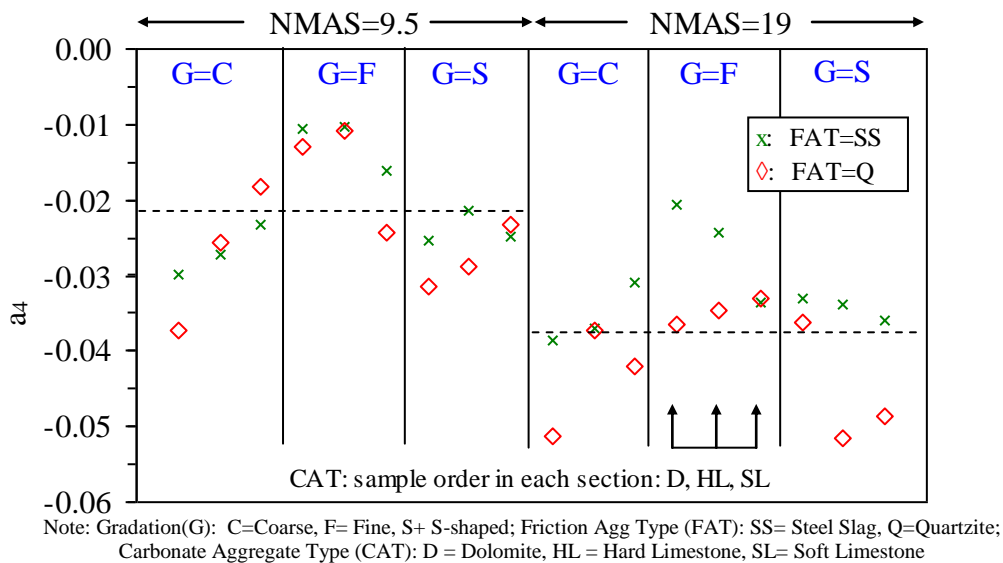 NMAS=9.5 NMAS=19
0.00
G=C G=F G=S G=C G=F G=S
-0.01
x: FAT=SS
◇: FAT=Q
-0.02
-0.03
a4
-0.04
-0.05
CAT: sample order in each section: D, HL, SL
-0.06
Note: Gradation(G): C=Coarse, F= Fine, S+ S-shaped; Friction Agg Type (FAT): SS= Steel Slag, Q=Quartzite;
Carbonate Aggregate Type (CAT): D = Dolomite, HL = Hard Limestone, SL= Soft Limestone